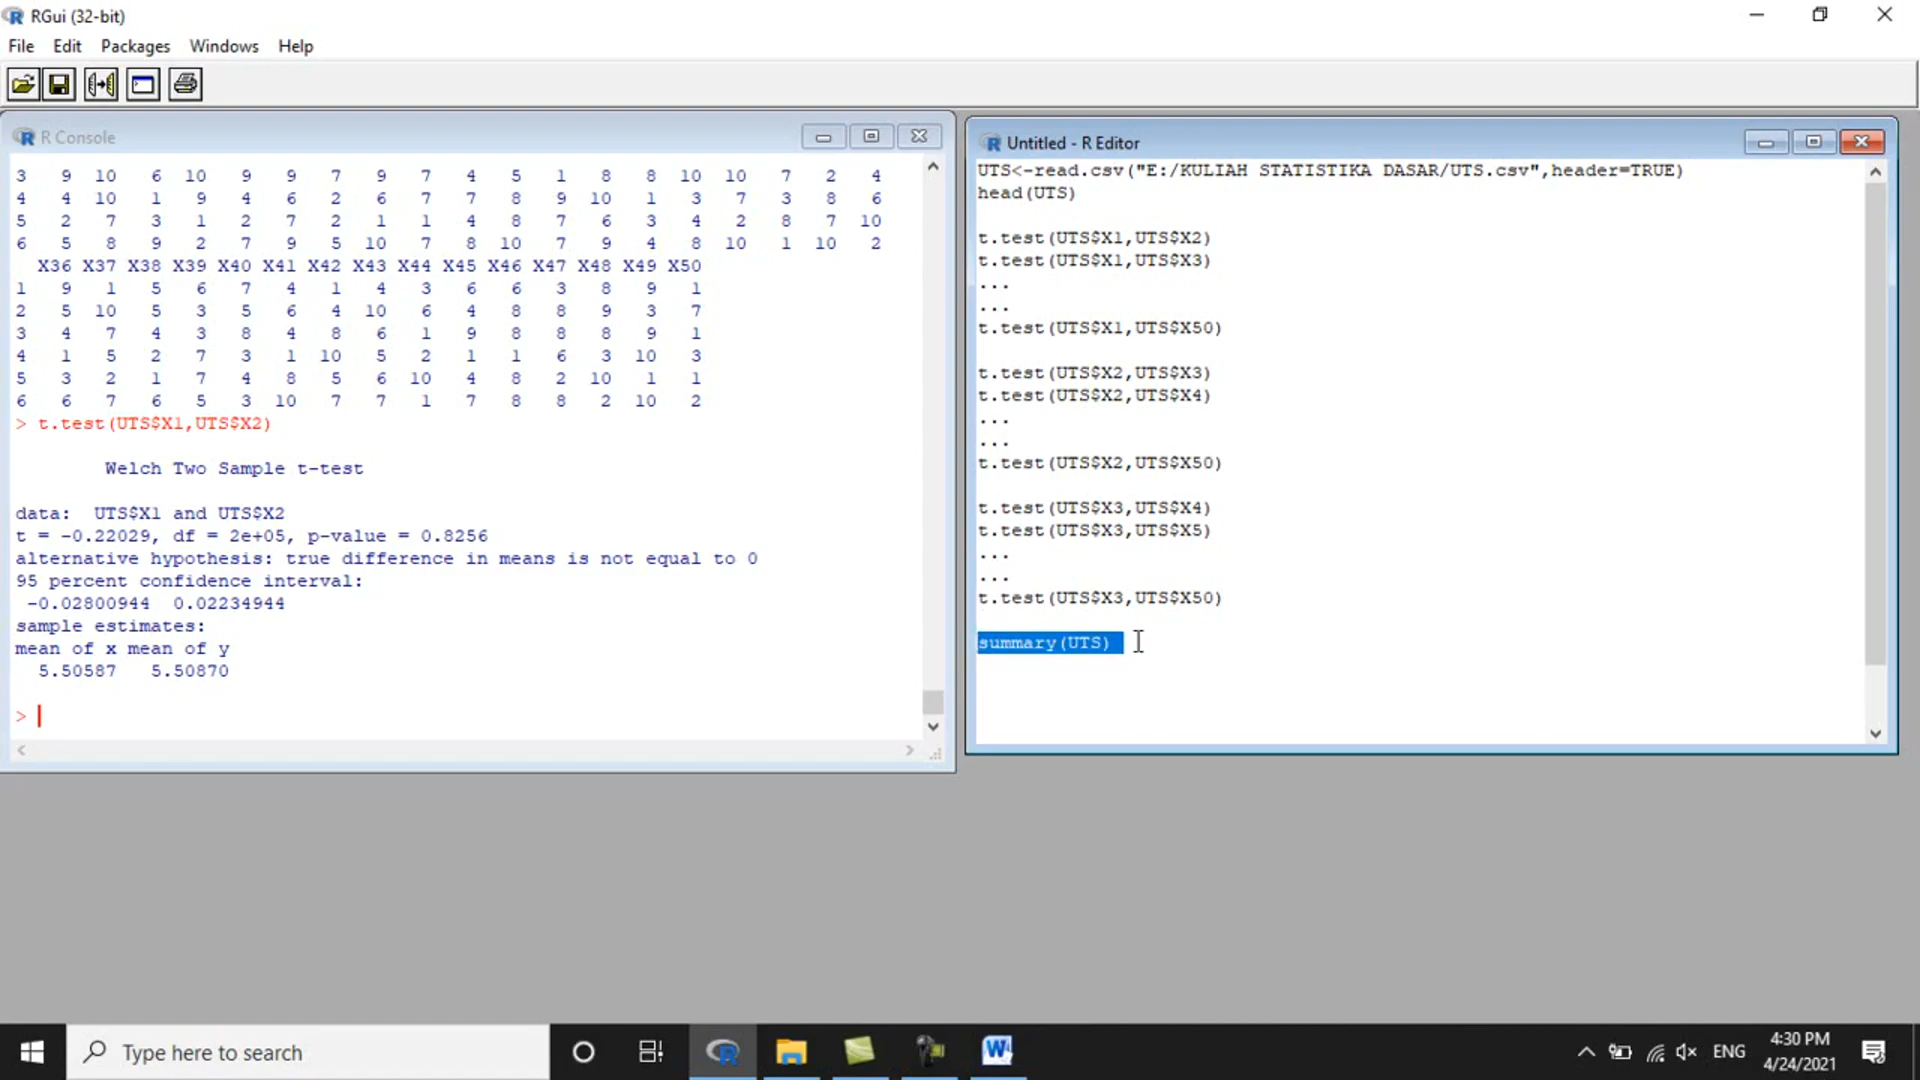 RGui (32-bit)
File Edit Packages Windows Help
R Console
3 9 10 6 10 9 9 7 9 7 4 5 1 8 8 10 10 7 2 4
4 4 10 1 9 4 6 2 6 7 7 8 9 10 1 3 7 3 8 6
5 2 7 3 1 2 7 2 1 1 4 8 7 6 3 4 2 8 7 10
6 5 8 9 2 7 9 5 10 7 8 10 7 9 4 8 10 1 10 2
X36 X37 X38 X39 X40 X41 X42 X43 X44 X45 X46 X47 X48 X49 X50
1 9 1 5 6 7 4 1 4 3 6 6 3 8 9 1
2 5 10 5 3 5 6 4 10 6 4 8 8 9 3 7
3 4 7 4 3 8 4 8 6 1 9 8 8 8 9 1
4 1 5 2 7 3 1 10 5 2 1 1 6 3 10 3
5 3 2 1 7 4 8 5 6 10 4 8 2 10 1 1
6 6 7 6 5 3 10 7 7 1 7 8 8 2 10 2
> t.test(UTS$X1,UTS$X2)
Welch Two Sample t-test
data: UTS$X1 and UTS$X2
t = -0.22029, df = 2e+05, p-value = 0.8256
alternative hypothesis: true difference in means is not equal to 0
95 percent confidence interval:
-0.02800944 0.02234944
sample estimates:
mean of x mean of y
5.50587 5.50870
>
Untitled - R Editor
UTS<-read.csv("E:/KULIAH STATISTIKA DASAR/UTS.csv",header=TRUE)
head(UTS)
t.test(UTS$X1,UTS$X2)
t.test(UTS$X1,UTS$X3)
...
...
t.test(UTS$X1,UTS$X50)
t.test(UTS$X2,UTS$X3)
t.test(UTS$X2,UTS$X4)
...
...
t.test(UTS$X2,UTS$X50)
t.test(UTS$X3,UTS$X4)
t.test(UTS$X3,UTS$X5)
...
...
t.test(UTS$X3,UTS$X50)
summary(UTS)
Type here to search
ENG
4:30 PM
4/24/2021